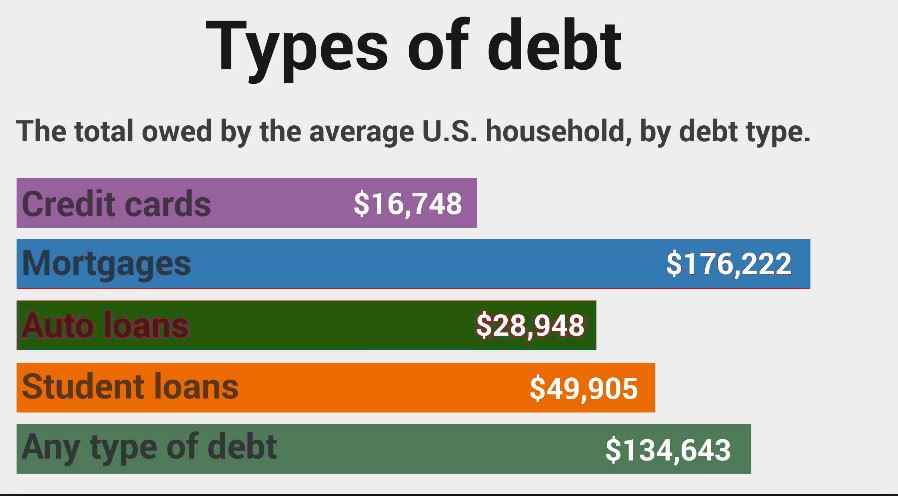 Types of debt
The total owed by the average U.S. household, by debt type.
Credit cards $16,748
Mortgages $176,222
Auto loans $28,948
Student loans $49,905
Any type of debt $134,643